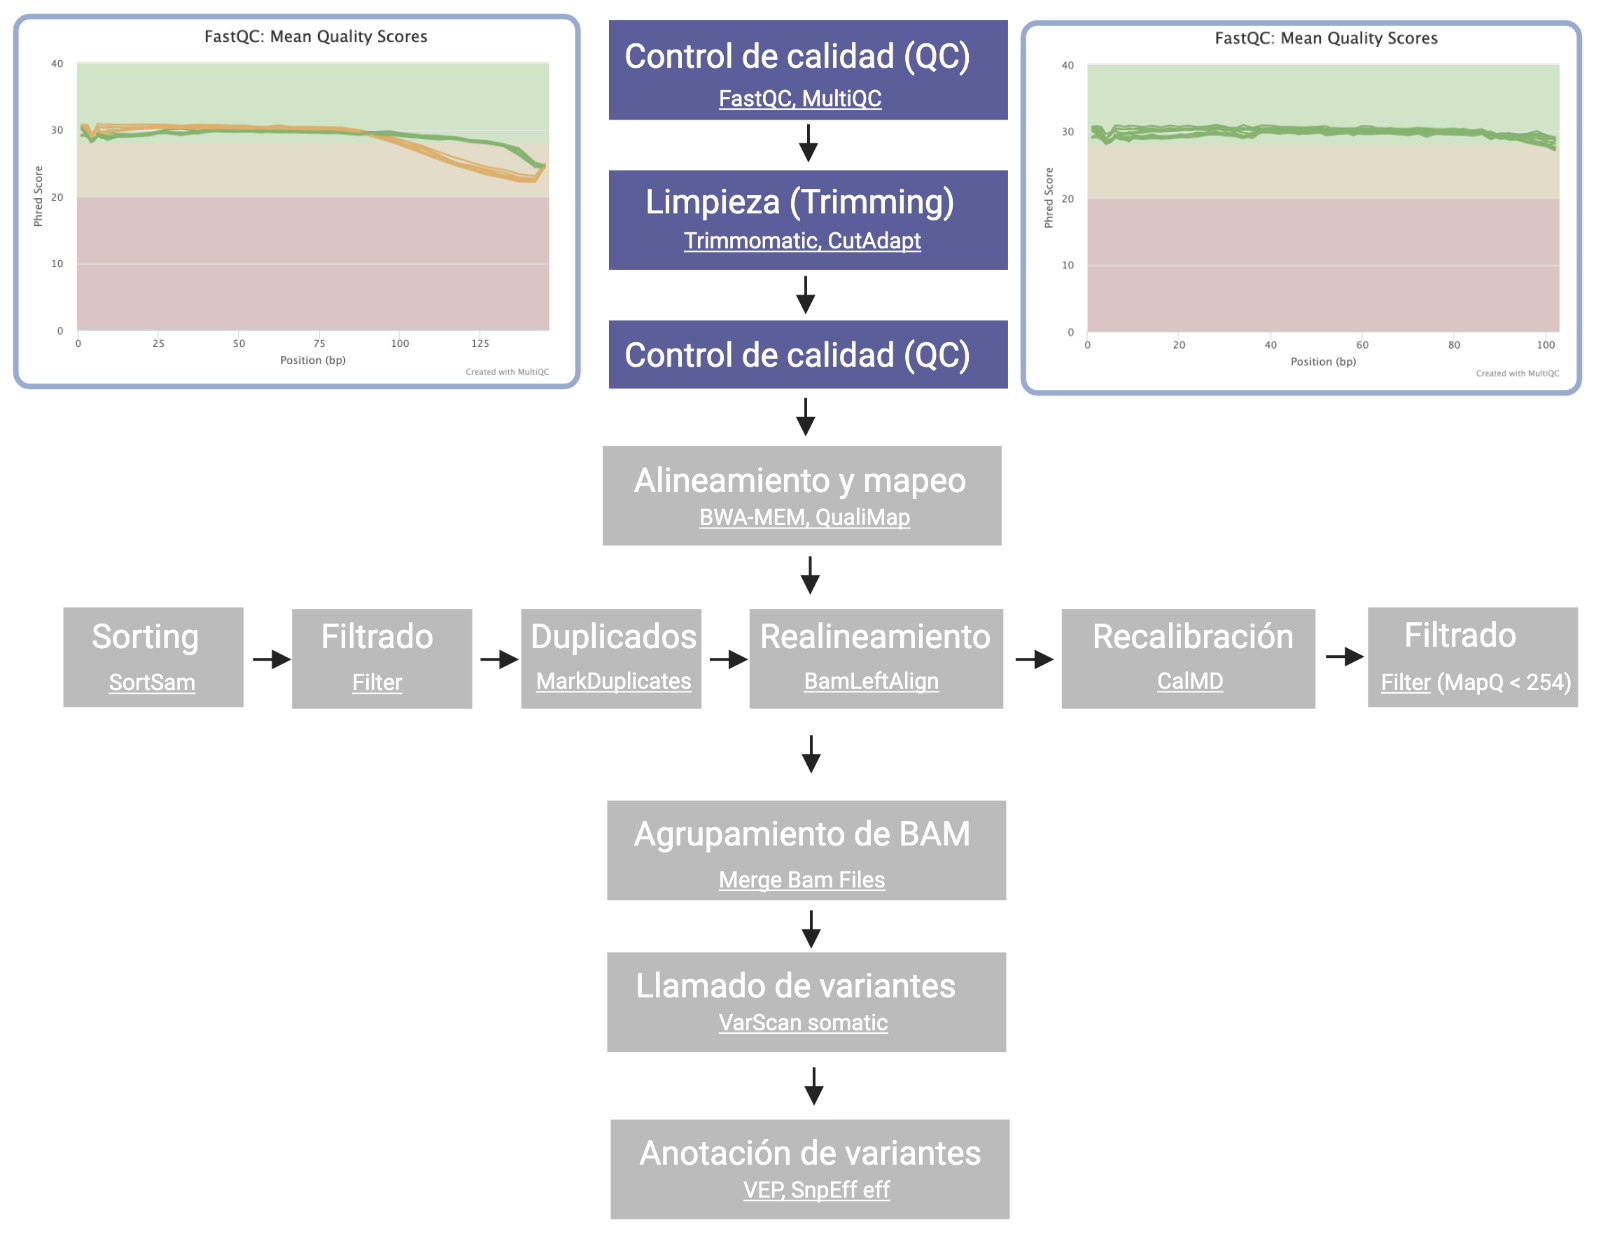 FastQC: Mean Quality Scores
40
30
20
10
0
Phred Score
0 25 50 75 100 125
Position (bp)
Created with MultiQC
Control de calidad (QC)
FastQC, MultiQC
Limpieza (Trimming)
Trimmomatic, CutAdapt
Control de calidad (QC)
FastQC: Mean Quality Scores
40
30
20
10
0
Phred Score
0 20 40 60 80 100
Position (bp)
Created with MultiQC
Alineamiento y mapeo
BWA-MEM, QualiMap
Sorting
SortSam
Filtrado
Filter
Duplicados
MarkDuplicates
Realineamiento
BamLeftAlign
Recalibración
CalMD
Filtrado
Filter (MapQ < 254)
Agrupamiento de BAM
Merge Bam Files
Llamado de variantes
VarScan somatic
Anotación de variantes
VEP, SnpEff eff